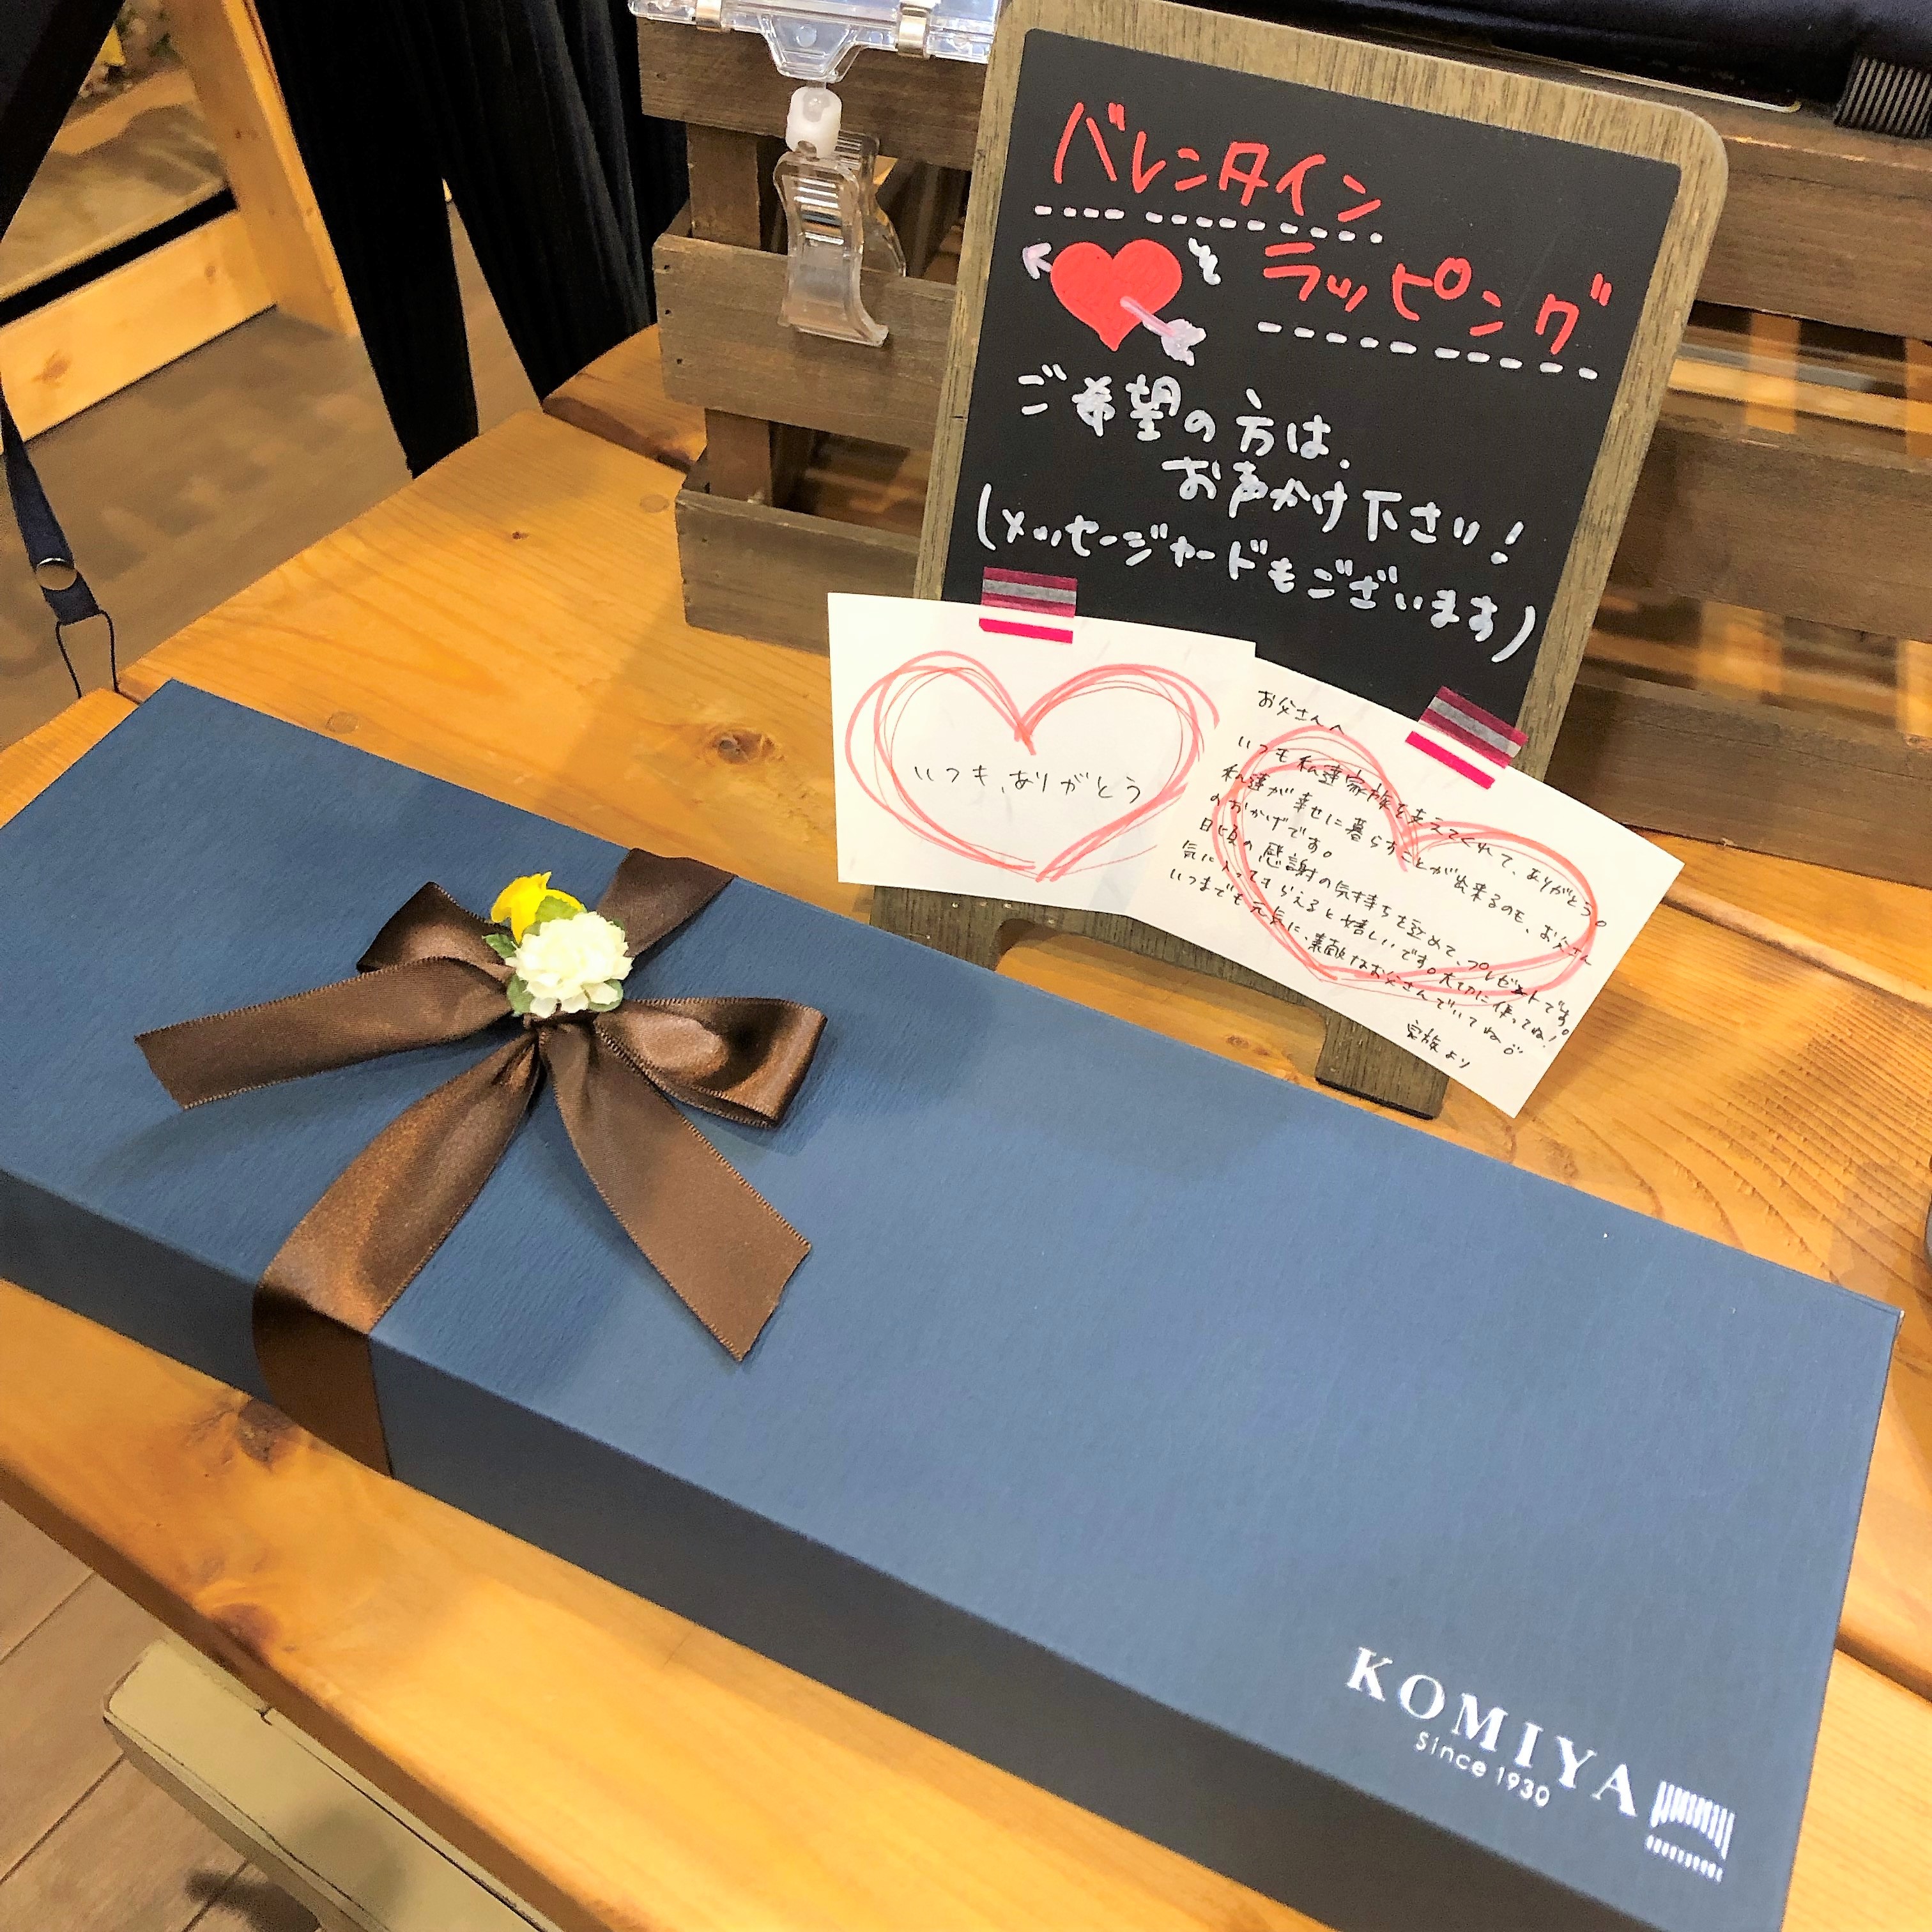 バレンタイン
ラッピング
ご希望の方は、
お声かけ下さい!
(メッセージカードもございます)
いつも、ありがとう
お父さんへ
いつも私達家族を支えてくれて、ありがとう。
私達が幸せに暮らすことが出来るのも、お父さん
のおかげです。
日頃の感謝の気持ちを込めて、プレゼントです。
気に入ってもらえると嬉しいです。大切に使ってね!
いつまでも元気に、素敵なお父さんでいてね。
家族より
KOMIYA
Since 1930